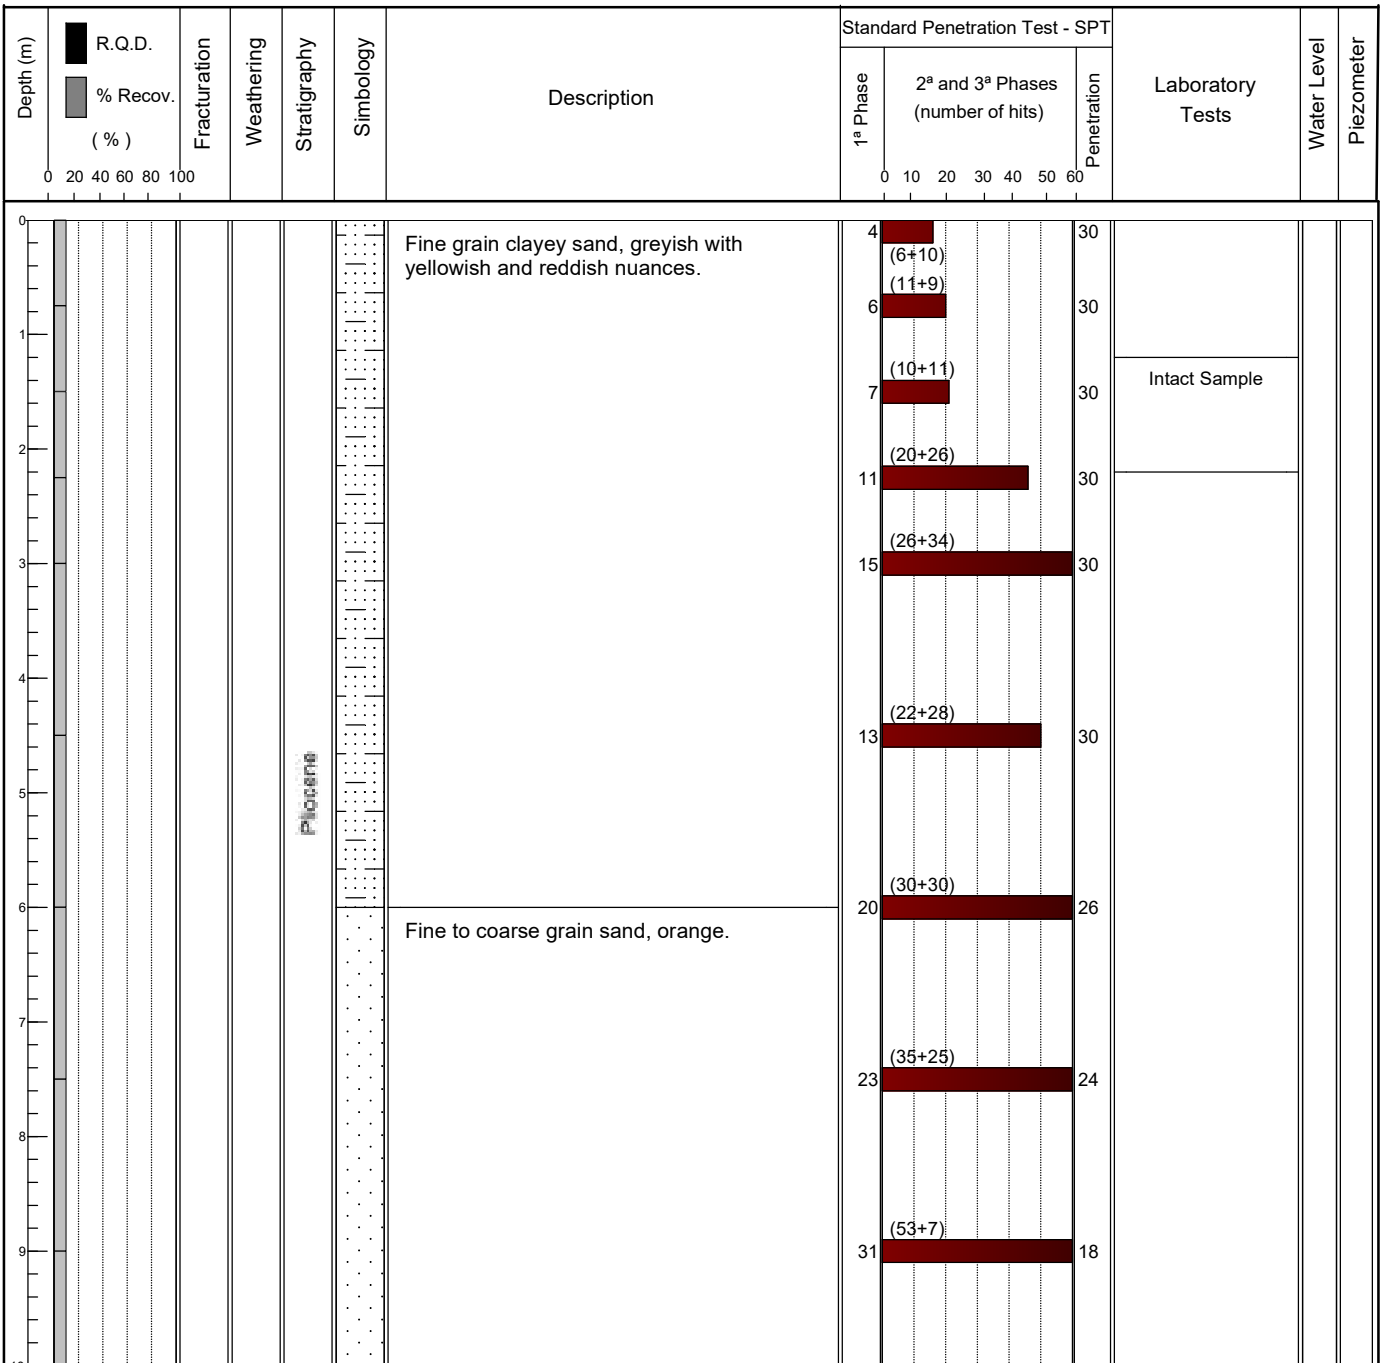 Depth (m)
R.Q.D.
% Recov.
( % )
0 20 40 60 80 100
Fracturation
Weathering
Stratigraphy
Simbology
Description
Standard Penetration Test - SPT
1ª Phase
2ª and 3ª Phases
(number of hits)
0 10 20 30 40 50 60
Penetration
Laboratory
Tests
Water Level
Piezometer
0
Fine grain clayey sand, greyish with
yellowish and reddish nuances.
4 30
(6+10)
(11+9)
6 30
1
(10+11)
7 30
Intact Sample
2
(20+26)
11 30
(26+34)
3
15 30
4
(22+28)
13 30
Pliocene
5
(30+30)
6
20 26
Fine to coarse grain sand, orange.
7
(35+25)
23 24
8
(53+7)
9
31 18